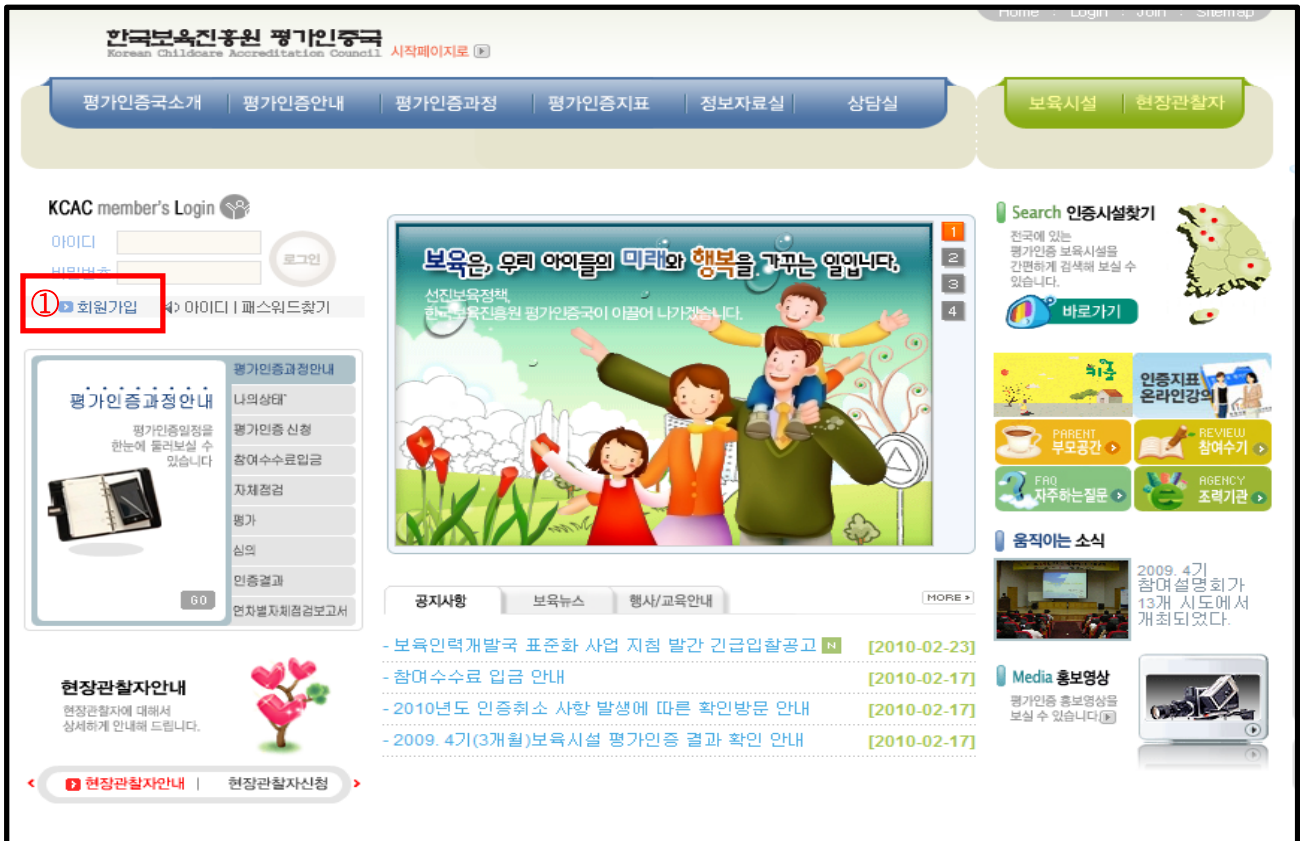 Home : Login : Join : Sitemap
한국보육진흥원 평가인증국
Korean Childcare Accreditation Council
시작페이지로
평가인증국소개
평가인증안내
평가인증과정
평가인증지표
정보자료실
상담실
보육시설
현장관찰자
KCAC member's Login
아이디
비밀번호
로그인
① 회원가입
아이디 | 패스워드찾기
평가인증과정안내
평가인증일정을
한눈에 둘러보실 수
있습니다
GO
평가인증과정안내
나의상태
평가인증 신청
참여수수료입금
자체점검
평가
심의
인증결과
연차별자체점검보고서
현장관찰자안내
현장관찰자에 대해서
상세하게 안내해 드립니다.
현장관찰자안내 |
현장관찰자신청
보육은, 우리 아이들의 미래와 행복을 가꾸는 일입니다.
선진보육정책,
한국보육진흥원 평가인증국이 이끌어 나가겠습니다.
1
2
3
4
공지사항
보육뉴스
행사/교육안내
MORE
- 보육인력개발국 표준화 사업 지침 발간 긴급입찰공고 N [2010-02-23]
- 참여수수료 입금 안내 [2010-02-17]
- 2010년도 인증취소 사항 발생에 따른 확인방문 안내 [2010-02-17]
- 2009. 4기(3개월)보육시설 평가인증 결과 확인 안내 [2010-02-17]
Search 인증시설찾기
전국에 있는
평가인증 보육시설을
간편하게 검색해 보실 수
있습니다.
바로가기
인증지표
온라인강의
PARENT
부모공간
REVIEW
참여수기
FAQ
자주하는질문
AGENCY
조력기관
움직이는 소식
2009. 4기
참여설명회가
13개 시도에서
개최되었다.
Media 홍보영상
평가인증 홍보영상을
보실 수 있습니다